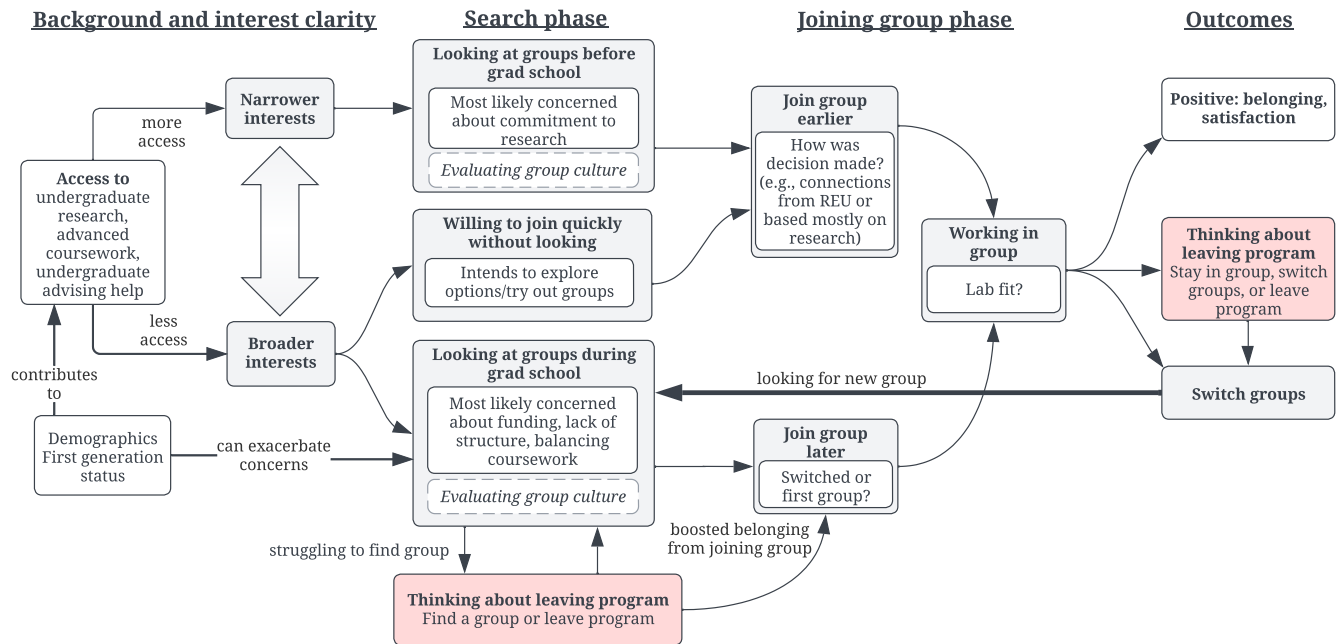 Background and interest clarity
Search phase
Joining group phase
Outcomes
more
access
Narrower
interests
Access to
undergraduate
research,
advanced
coursework,
undergraduate
advising help
less
access
Broader
interests
contributes
to
Demographics
First generation
status
can exacerbate
concerns
Looking at groups before
grad school
Most likely concerned
about commitment to
research
Evaluating group culture
Willing to join quickly
without looking
Intends to explore
options/try out groups
Looking at groups during
grad school
Most likely concerned
about funding, lack of
structure, balancing
coursework
Evaluating group culture
struggling to find group
Thinking about leaving program
Find a group or leave program
Join group
earlier
How was
decision made?
(e.g., connections
from REU or
based mostly on
research)
looking for new group
Join group
later
Switched or
first group?
boosted belonging
from joining group
Working in
group
Lab fit?
Positive: belonging,
satisfaction
Thinking about
leaving program
Stay in group, switch
groups, or leave
program
Switch groups